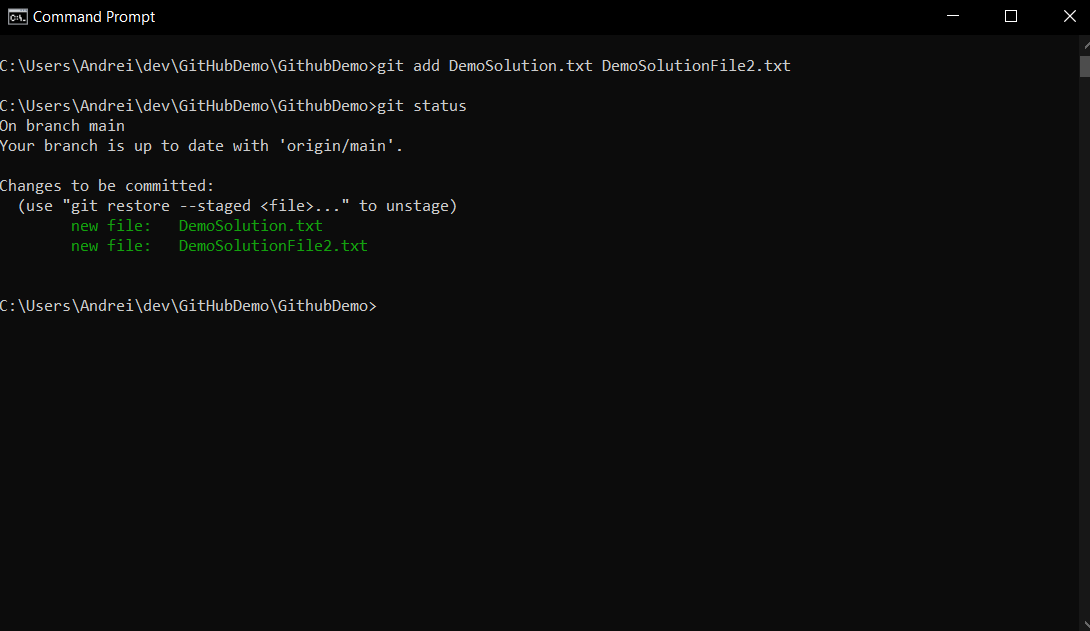 Command Prompt
C:\Users\Andrei\dev\GitHubDemo\GithubDemo>git add DemoSolution.txt DemoSolutionFile2.txt
C:\Users\Andrei\dev\GitHubDemo\GithubDemo>git status
On branch main
Your branch is up to date with 'origin/main'.
Changes to be committed:
  (use "git restore --staged <file>..." to unstage)
        new file:   DemoSolution.txt
        new file:   DemoSolutionFile2.txt
C:\Users\Andrei\dev\GitHubDemo\GithubDemo>